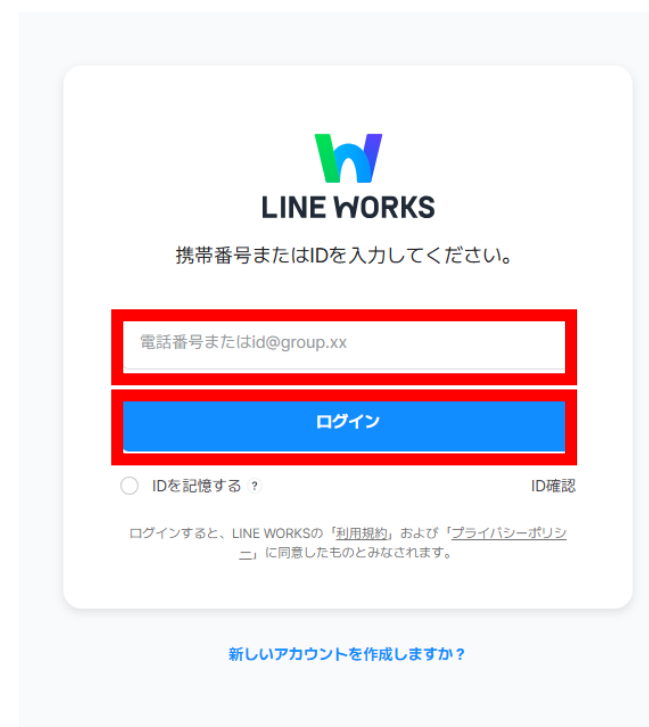 LINE WORKS
携帯番号またはIDを入力してください。
電話番号またはid@group.xx
ログイン
IDを記憶する ?
ID確認
ログインすると、LINE WORKSの「利用規約」および「プライバシーポリシ
ー」に同意したものとみなされます。
新しいアカウントを作成しますか？